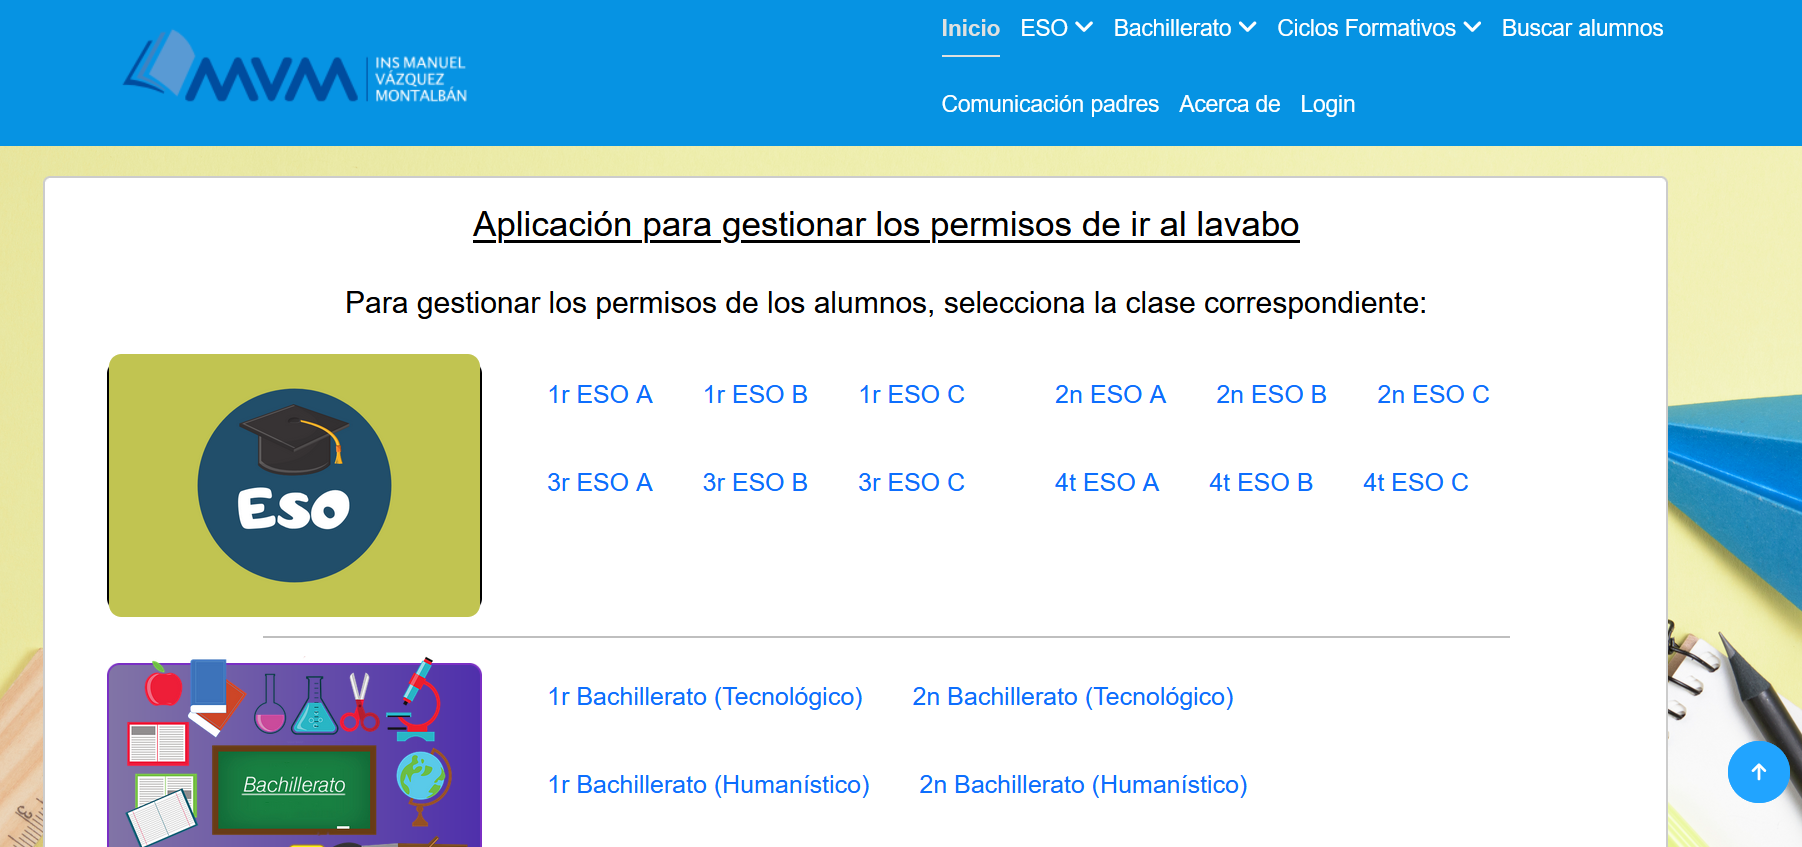 MVM INS MANUEL
VÁZQUEZ
MONTALBÁN
Inicio ESO Bachillerato Ciclos Formativos Buscar alumnos
Comunicación padres Acerca de Login
Aplicación para gestionar los permisos de ir al lavabo
Para gestionar los permisos de los alumnos, selecciona la clase correspondiente:
ESO
1r ESO A 1r ESO B 1r ESO C 2n ESO A 2n ESO B 2n ESO C
3r ESO A 3r ESO B 3r ESO C 4t ESO A 4t ESO B 4t ESO C
Bachillerato
1r Bachillerato (Tecnológico) 2n Bachillerato (Tecnológico)
1r Bachillerato (Humanístico) 2n Bachillerato (Humanístico)